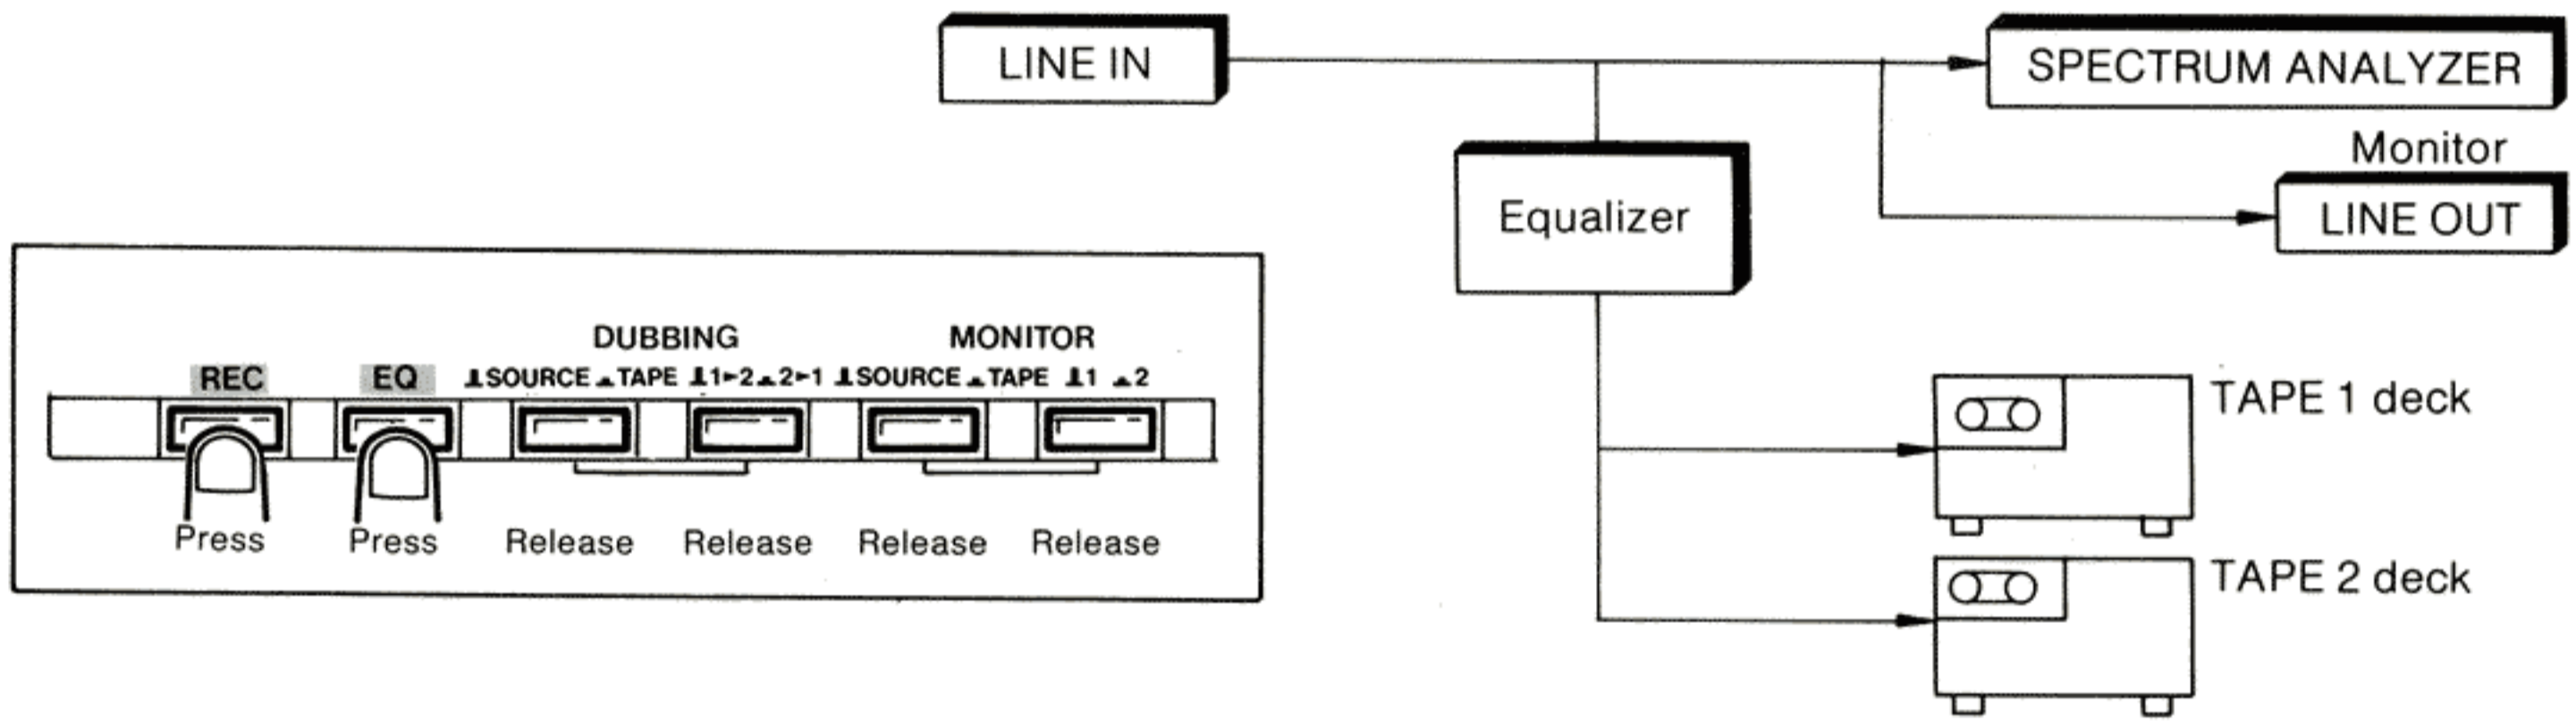 LINE IN
SPECTRUM ANALYZER
Monitor
LINE OUT
Equalizer
TAPE 1 deck
TAPE 2 deck
DUBBING MONITOR
REC EQ SOURCE TAPE 1►2 2►1 SOURCE TAPE 1 2
Press Press Release Release Release Release